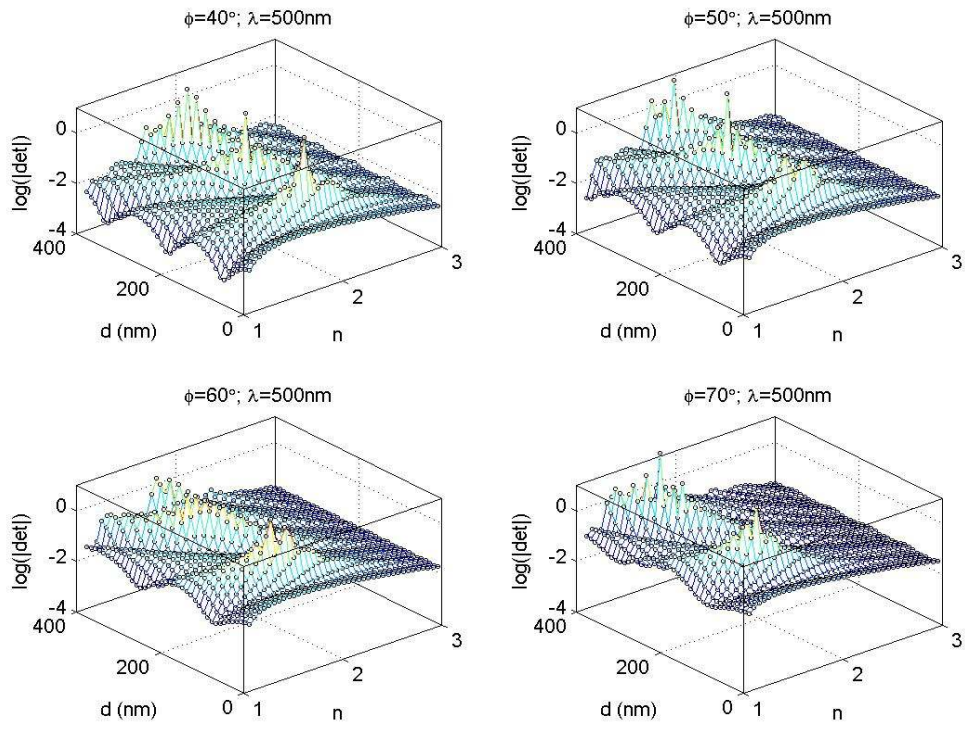 ϕ=40°; λ=500nm
log(|det|)
0
-2
-4
400
200
0
d (nm)
1
2
3
n
ϕ=50°; λ=500nm
log(|det|)
0
-2
-4
400
200
0
d (nm)
1
2
3
n
ϕ=60°; λ=500nm
log(|det|)
0
-2
-4
400
200
0
d (nm)
1
2
3
n
ϕ=70°; λ=500nm
log(|det|)
0
-2
-4
400
200
0
d (nm)
1
2
3
n